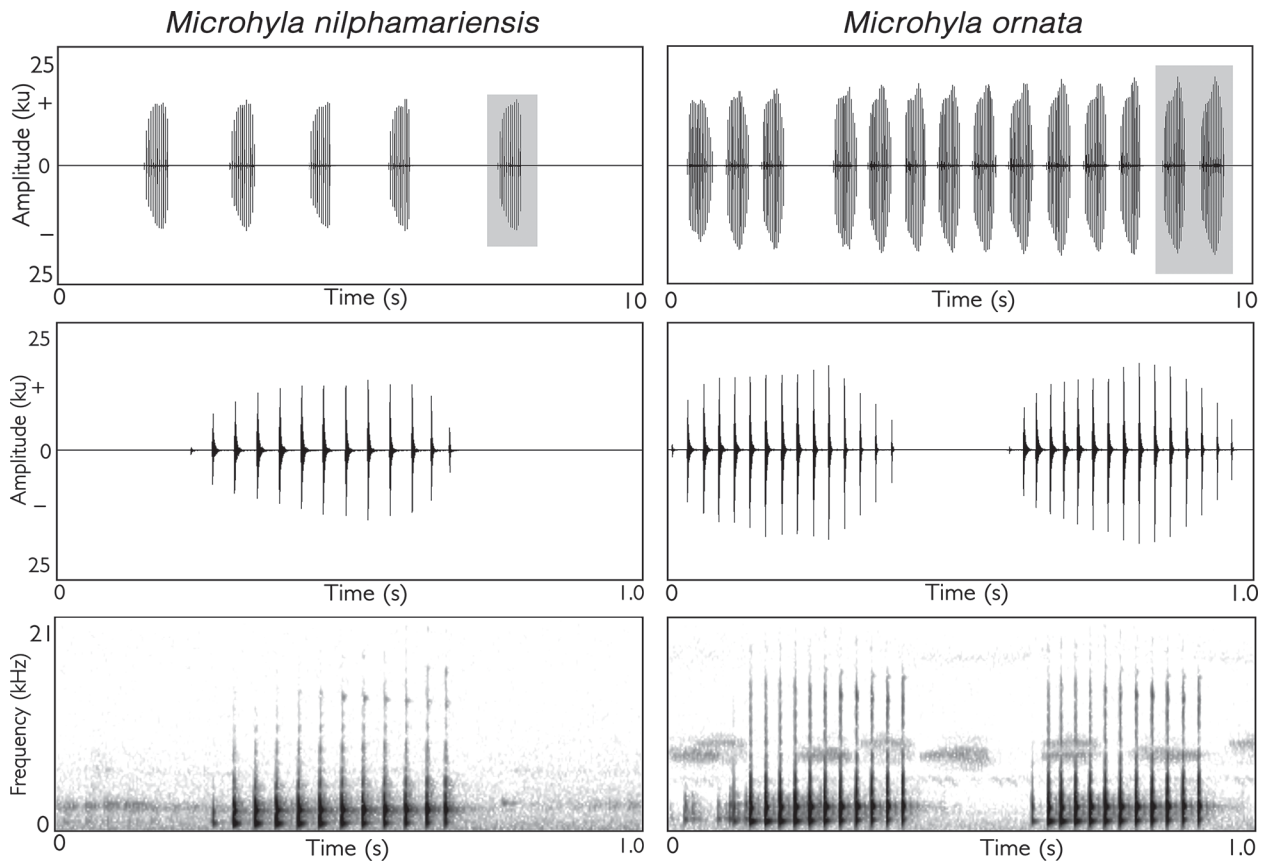 Microhyla nilphamariensis
Microhyla ornata
Amplitude (ku)
25
+
0
–
25
0
Time (s)
10
0
Time (s)
10
Amplitude (ku)
25
+
0
–
25
0
Time (s)
1.0
0
Time (s)
1.0
Frequency (kHz)
21
0
0
Time (s)
1.0
0
Time (s)
1.0